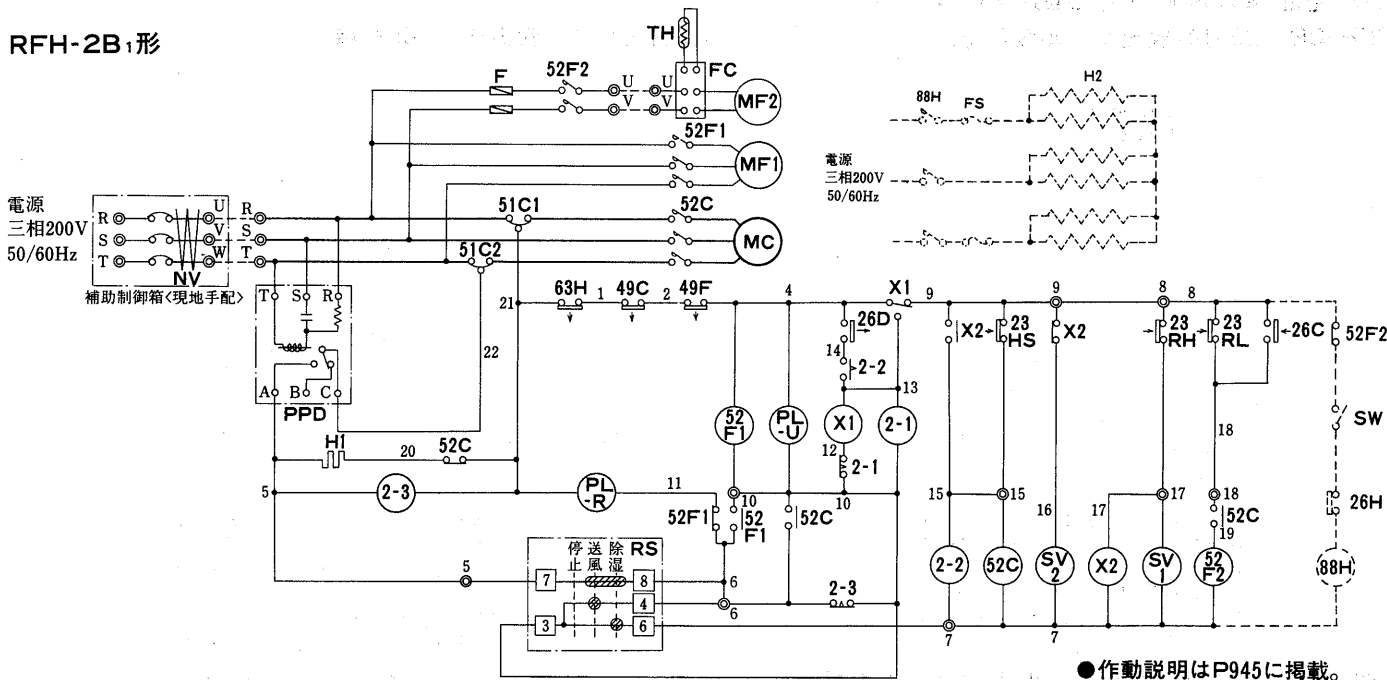 RFH-2B₁形
TH
FC
F
52F2
U
U
V
V
MF2
52F1
MF1
H2
88H
FS
電源
三相200V
50/60Hz
電源
三相200V
50/60Hz
R
S
T
U
V
W
R
S
T
NV
補助制御箱<現地手配>
51C1
51C2
52C
MC
T
S
R
A
B
C
PPD
21
22
63H
1
49C
2
49F
4
X1
9
9
8
8
26D
14
2-2
13
X2
23
HS
X2
23
RH
23
RL
26C
52F2
52
F1
PL
-U
X1
2-1
12
2-1
18
SW
H1
20
52C
5
2-3
PL
-R
11
10
10
52F1
52
F1
52C
15
15
16
17
17
18
52C
19
26H
停止
送風
除湿
RS
5
7
8
6
4
6
3
6
2-3
2-2
52C
SV
2
X2
SV
1
52
F2
88H
7
7
●作動説明はP945に掲載。